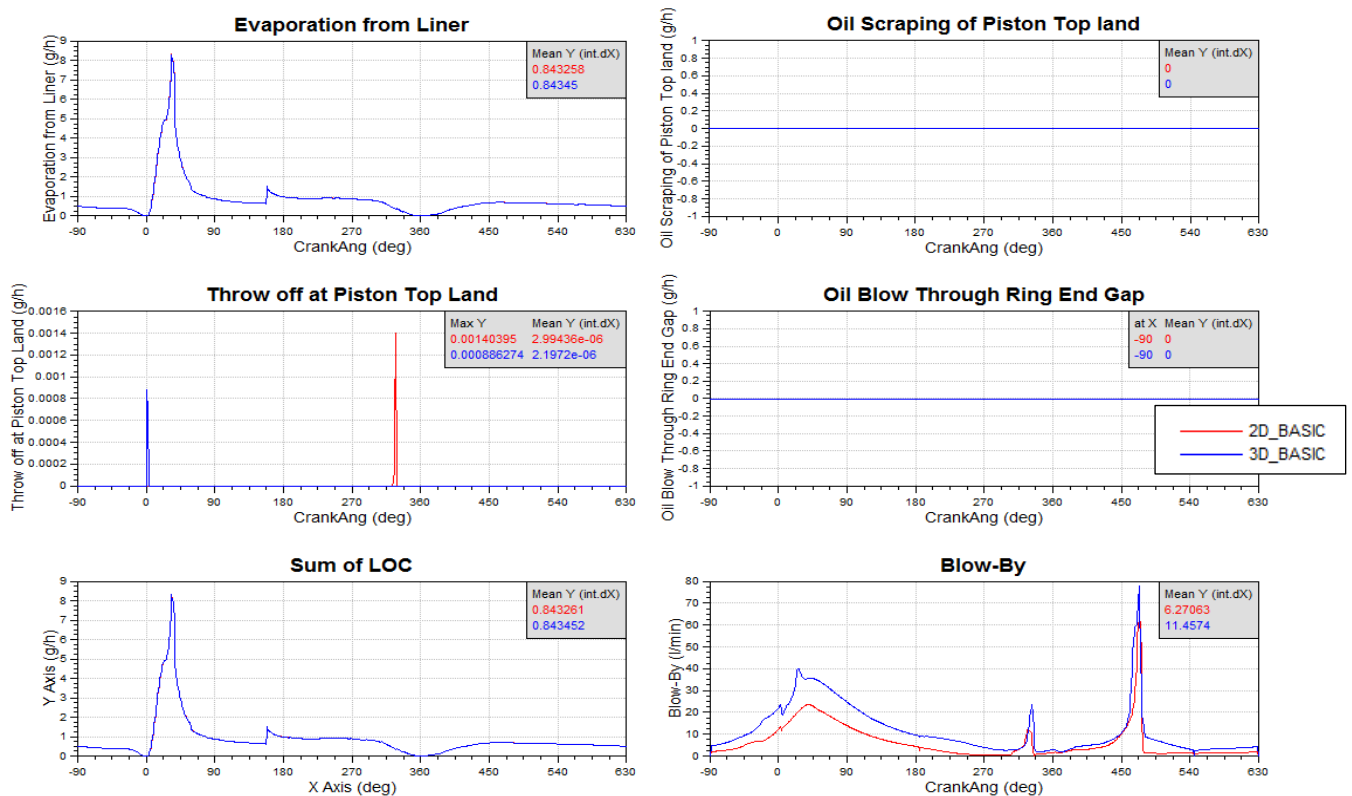 Evaporation from Liner
Evaporation from Liner (g/h)
9
8
7
6
5
4
3
2
1
0
Mean Y (int.dX)
0.843258
0.84345
-90 0 90 180 270 360 450 540 630
CrankAng (deg)
Oil Scraping of Piston Top land
Oil Scraping of Piston Top land (g/h)
1
0.8
0.6
0.4
0.2
0
-0.2
-0.4
-0.6
-0.8
-1
Mean Y (int.dX)
0
0
-90 0 90 180 270 360 450 540 630
CrankAng (deg)
Throw off at Piston Top Land
Throw off at Piston Top Land (g/h)
0.0016
0.0014
0.0012
0.001
0.0008
0.0006
0.0004
0.0002
0
Max Y Mean Y (int.dX)
0.00140395 2.99436e-06
0.000886274 2.1972e-06
-90 0 90 180 270 360 450 540 630
CrankAng (deg)
Oil Blow Through Ring End Gap
Oil Blow Through Ring End Gap (g/h)
1
0.8
0.6
0.4
0.2
0
-0.2
-0.4
-0.6
-0.8
-1
at X Mean Y (int.dX)
-90 0
-90 0
2D_BASIC
3D_BASIC
-90 0 90 180 270 360 450 540 630
CrankAng (deg)
Sum of LOC
Y Axis (g/h)
9
8
7
6
5
4
3
2
1
0
Mean Y (int.dX)
0.843261
0.843452
-90 0 90 180 270 360 450 540 630
X Axis (deg)
Blow-By
Blow-By (l/min)
80
70
60
50
40
30
20
10
0
Mean Y (int.dX)
6.27063
11.4574
-90 0 90 180 270 360 450 540 630
CrankAng (deg)